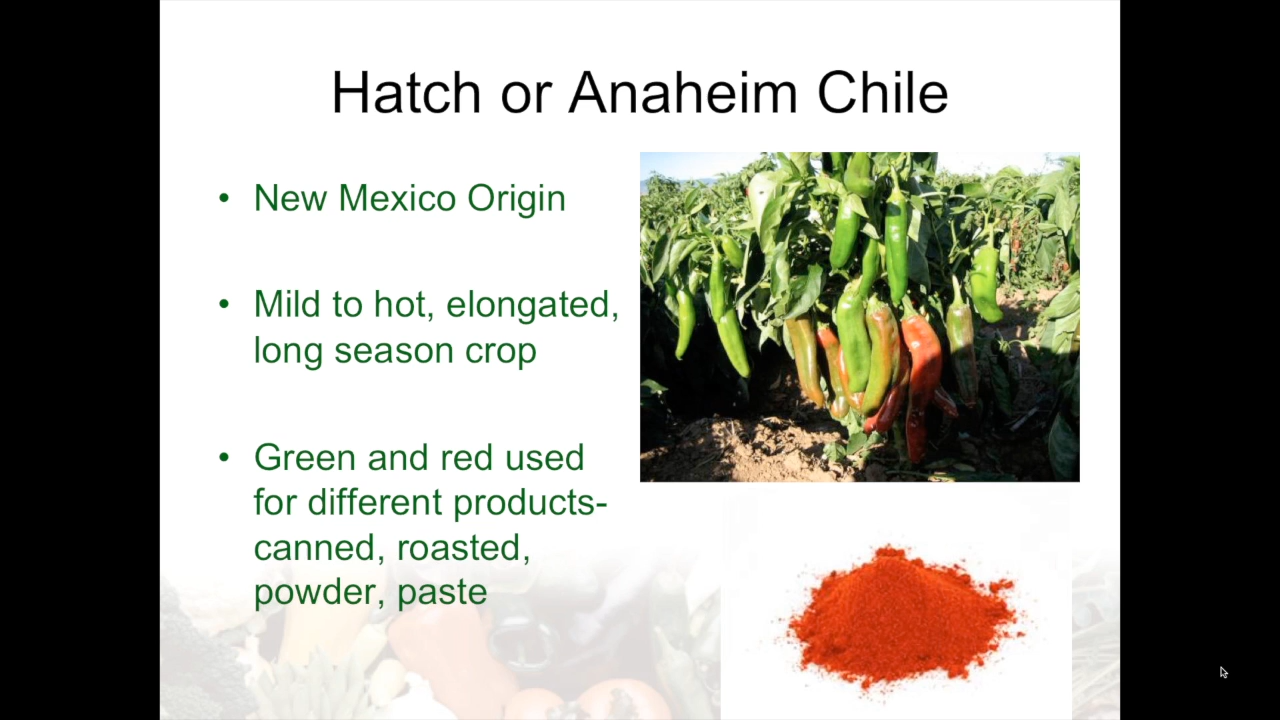 Hatch or Anaheim Chile
• New Mexico Origin
• Mild to hot, elongated,
long season crop
• Green and red used
for different products-
canned, roasted,
powder, paste